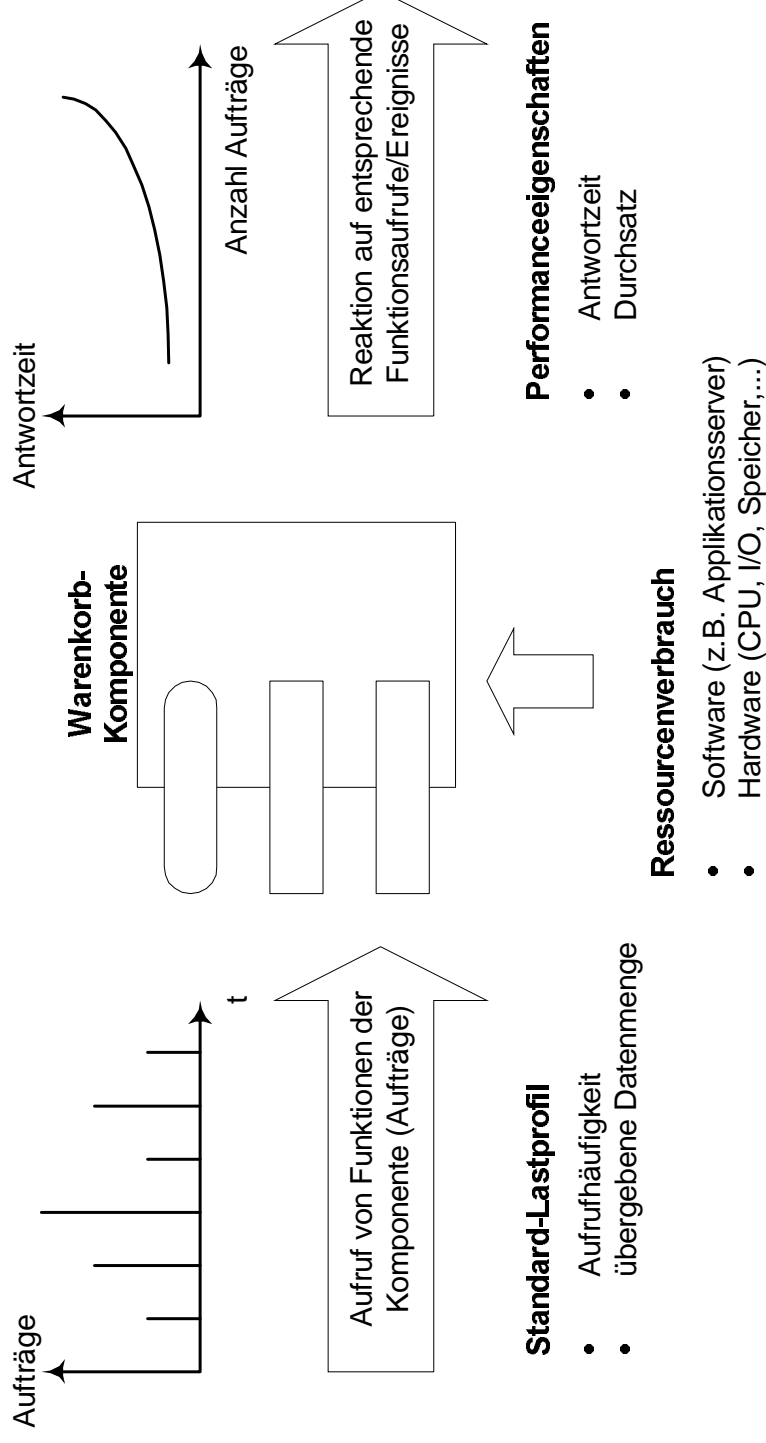 Aufträge
t
Aufruf von Funktionen der
Komponente (Aufträge)
Standard-Lastprofil
• Aufrufhäufigkeit
• übergebene Datenmenge
Warenkorb-
Komponente
Ressourcenverbrauch
• Software (z.B. Applikationsserver)
• Hardware (CPU, I/O, Speicher,...)
Antwortzeit
Anzahl Aufträge
Reaktion auf entsprechende
Funktionsaufrufe/Ereignisse
Performanceeigenschaften
• Antwortzeit
• Durchsatz